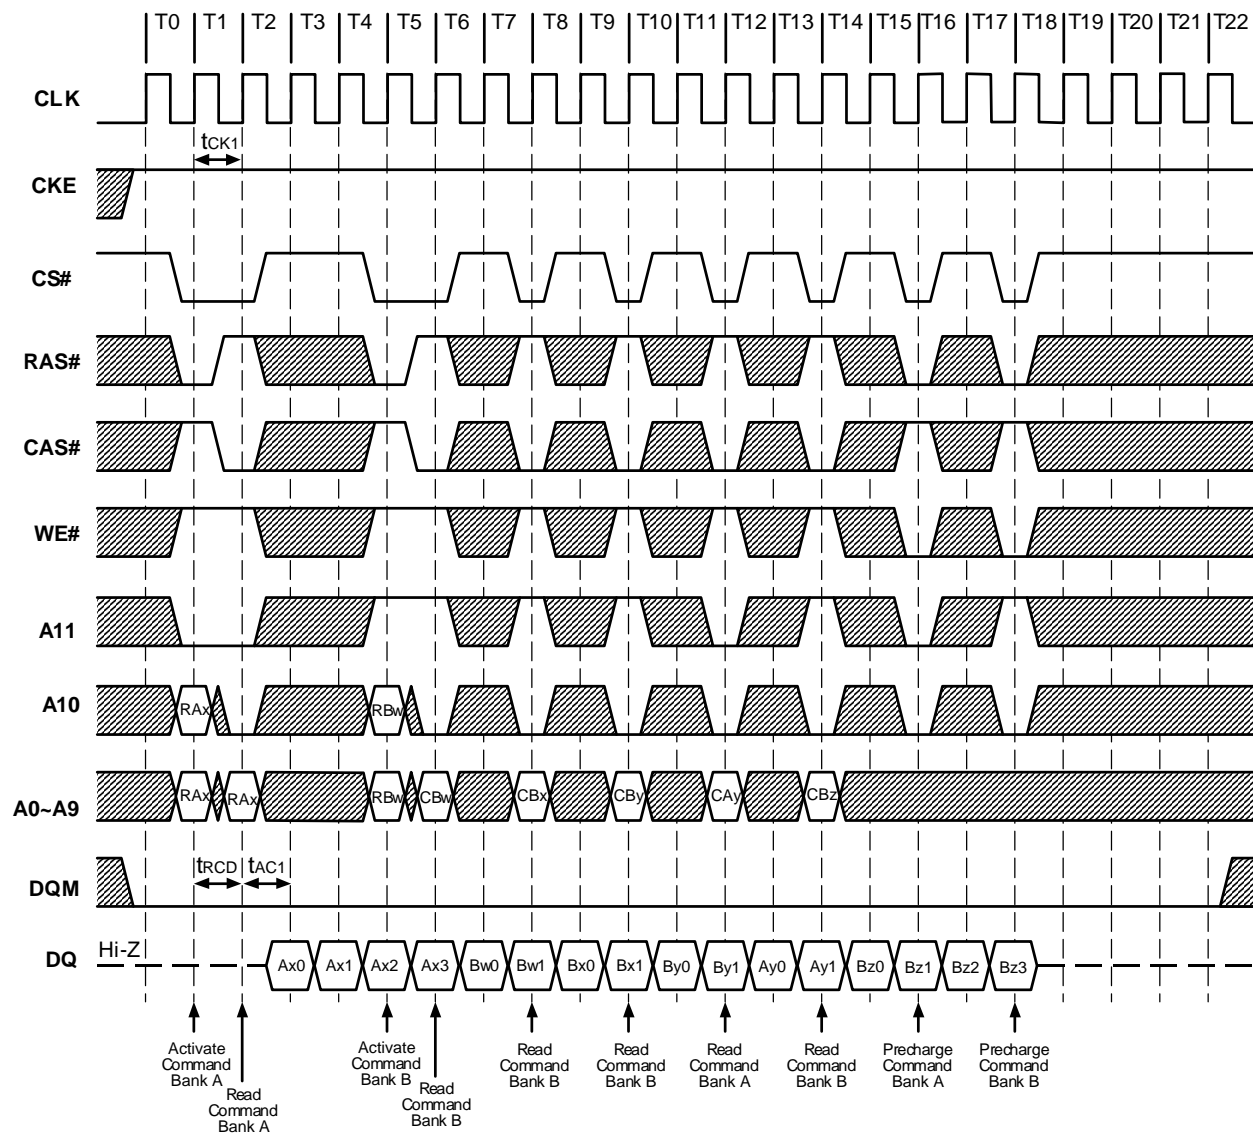 T0 T1 T2 T3 T4 T5 T6 T7 T8 T9 T10 T11 T12 T13 T14 T15 T16 T17 T18 T19 T20 T21 T22
CLK
tCK1
CKE
CS#
RAS#
CAS#
WE#
A11
A10 RAx RBw
A0~A9 RAx RAx RBw CBw CBx CBy CAy CBz
DQM tRCD tAC1
DQ Hi-Z Ax0 Ax1 Ax2 Ax3 Bw0 Bw1 Bx0 Bx1 By0 By1 Ay0 Ay1 Bz0 Bz1 Bz2 Bz3
Activate
Command
Bank A
Read
Command
Bank A
Activate
Command
Bank B
Read
Command
Bank B
Read
Command
Bank B
Read
Command
Bank B
Read
Command
Bank A
Read
Command
Bank B
Precharge
Command
Bank A
Precharge
Command
Bank B